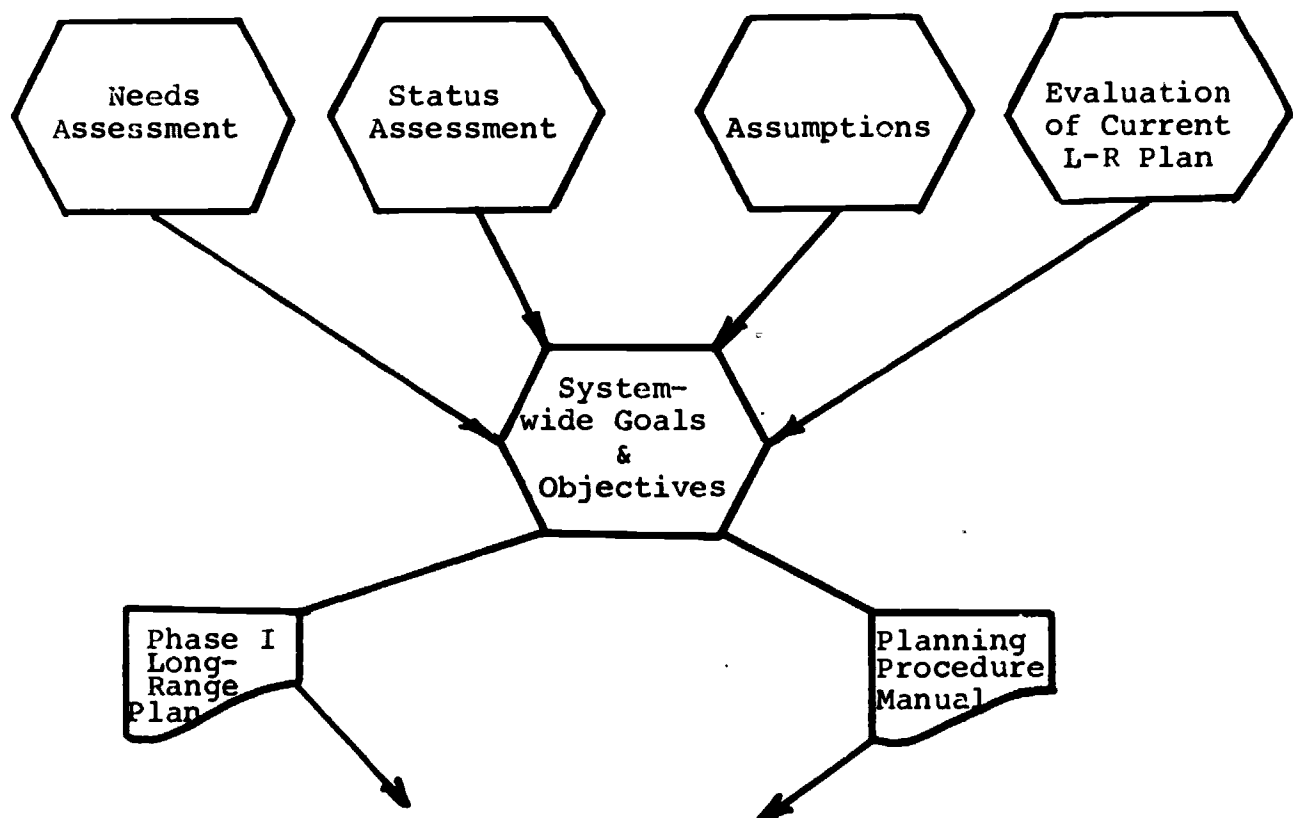 Needs
Assessment
Status
Assessment
Assumptions
Evaluation
of Current
L-R Plan
System-
wide Goals
&
Objectives
Phase I
Long-
Range
Plan
Planning
Procedure
Manual